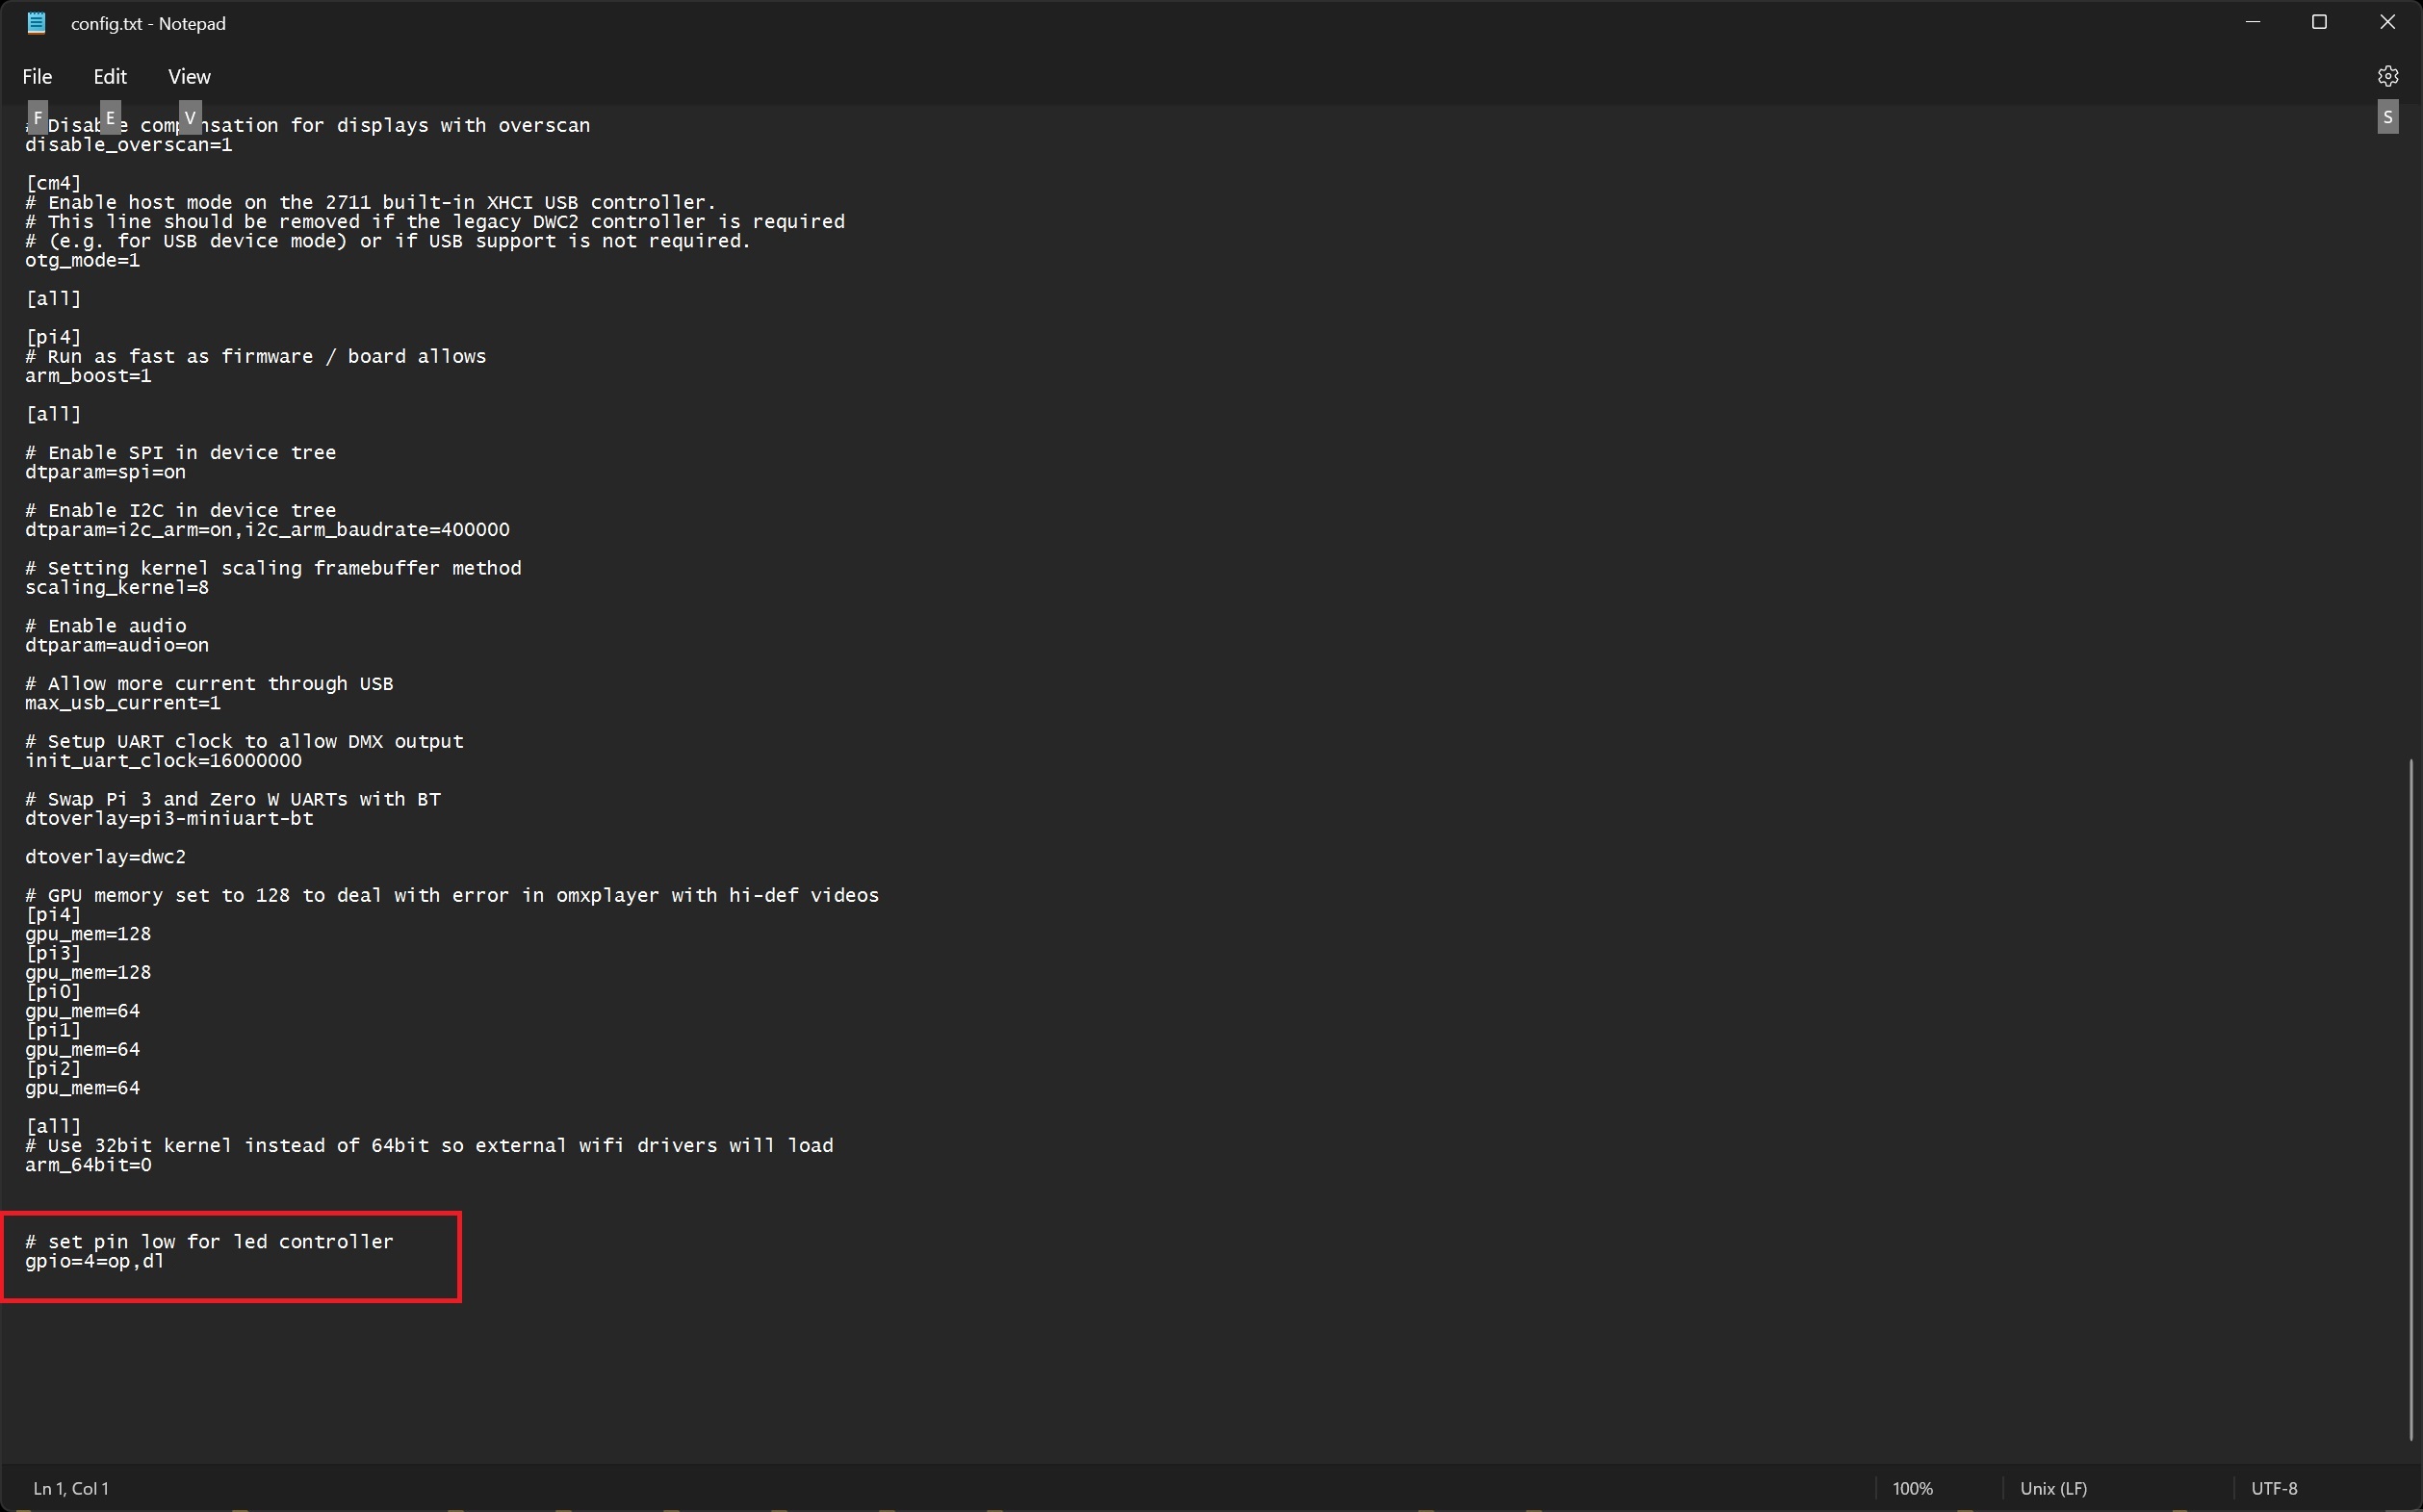 config.txt - Notepad
File Edit View
F E V S
# Disable compensation for displays with overscan
disable_overscan=1
[cm4]
# Enable host mode on the 2711 built-in XHCI USB controller.
# This line should be removed if the legacy DWC2 controller is required
# (e.g. for USB device mode) or if USB support is not required.
otg_mode=1
[all]
[pi4]
# Run as fast as firmware / board allows
arm_boost=1
[all]
# Enable SPI in device tree
dtparam=spi=on
# Enable I2C in device tree
dtparam=i2c_arm=on,i2c_arm_baudrate=400000
# Setting kernel scaling framebuffer method
scaling_kernel=8
# Enable audio
dtparam=audio=on
# Allow more current through USB
max_usb_current=1
# Setup UART clock to allow DMX output
init_uart_clock=16000000
# Swap Pi 3 and Zero W UARTs with BT
dtoverlay=pi3-miniuart-bt
dtoverlay=dwc2
# GPU memory set to 128 to deal with error in omxplayer with hi-def videos
[pi4]
gpu_mem=128
[pi3]
gpu_mem=128
[pi0]
gpu_mem=64
[pi1]
gpu_mem=64
[pi2]
gpu_mem=64
[all]
# Use 32bit kernel instead of 64bit so external wifi drivers will load
arm_64bit=0
# set pin low for led controller
gpio=4=op,dl
Ln 1, Col 1 100% Unix (LF) UTF-8